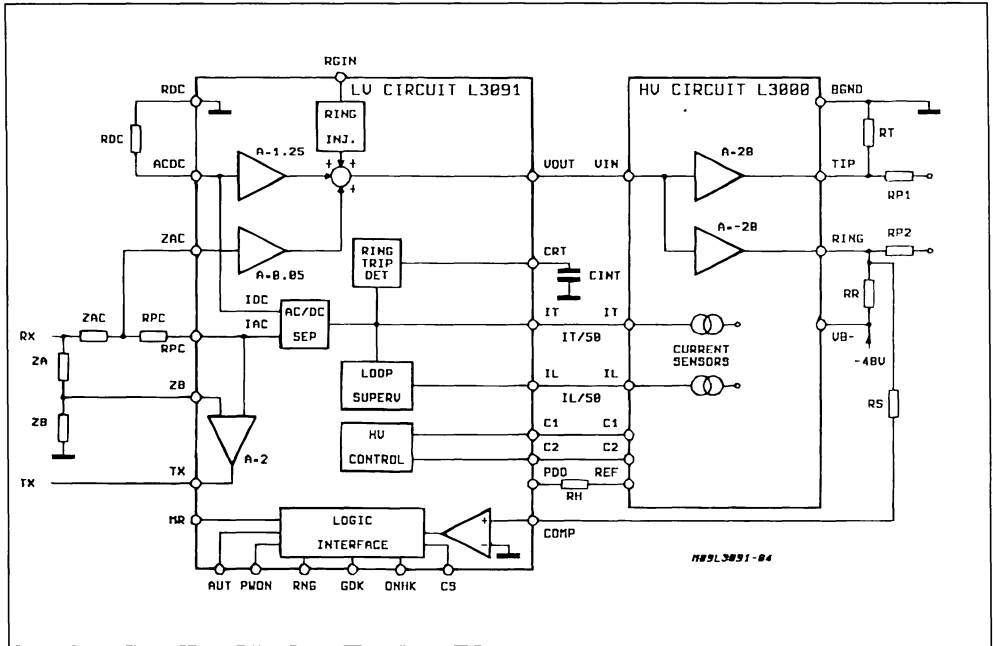 RGIN
RDC
LV CIRCUIT L3091
HV CIRCUIT L3000
BGND
RING
INJ.
RDC
RT
A=1.25
A=20
ACDC
VOUT
VIN
TIP
RP1
A=-20
RING
RP2
ZAC
A=0.05
RING
TRIP
DET
CRT
CINT
RR
IDC
ZAC
RPC
IAC
AC/DC
SEP
IT
IT
RX
RPC
IT/50
CURRENT
SENSORS
VB-
-48V
ZA
LOOP
SUPERV
IL
IL
ZB
IL/50
RS
ZB
HV
CONTROL
C1
C1
A=2
C2
C2
TX
TX
PDO
REF
RH
MR
LOGIC
INTERFACE
+
-
COMP
M89L3091-04
AUT
PWON
RNG
GDK
ONHK
CS